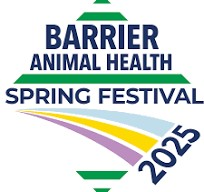 BARRIER
ANIMAL HEALTH
SPRING FESTIVAL
2025